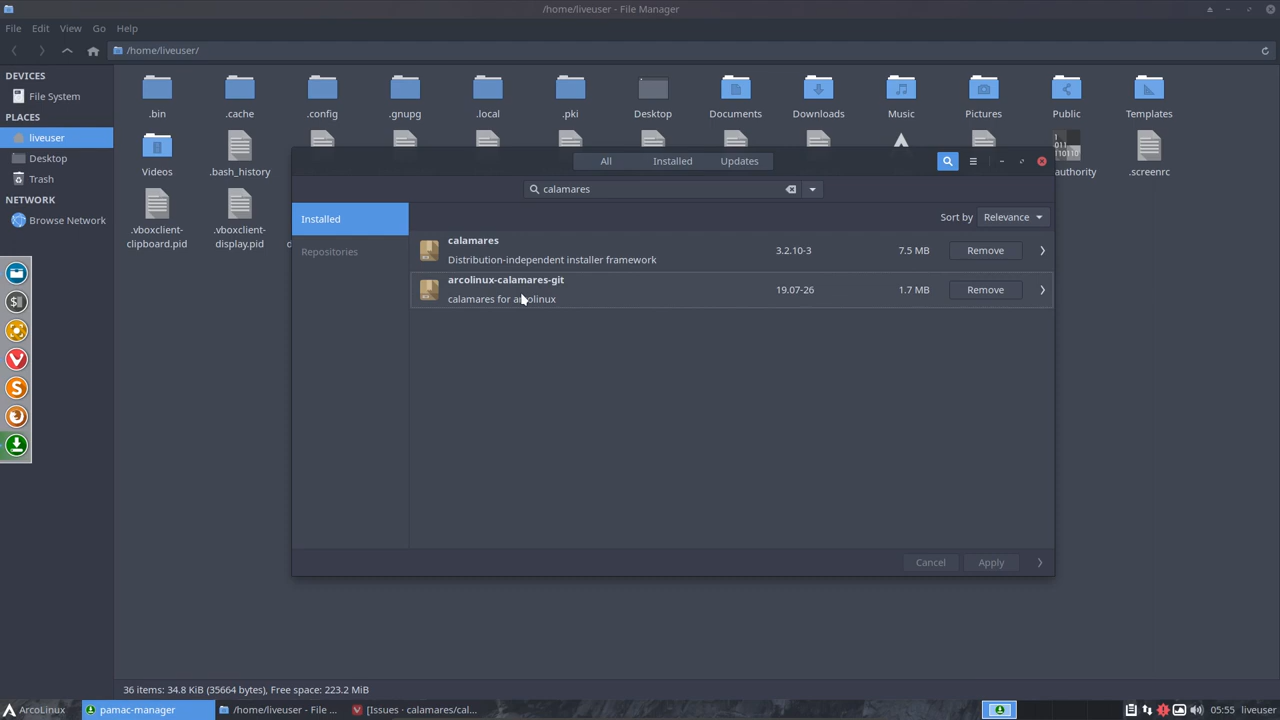 /home/liveuser - File Manager
File Edit View Go Help
/home/liveuser/
DEVICES
File System
PLACES
liveuser
Desktop
Trash
NETWORK
Browse Network
.bin .cache .config .gnupg .local .pki Desktop Documents Downloads Music Pictures Public Templates
Videos .bash_history authority .screenrc
.vboxclient-clipboard.pid .vboxclient-display.pid
All Installed Updates
calamares
Installed
Repositories
Sort by Relevance
calamares
Distribution-independent installer framework
3.2.10-3 7.5 MB Remove
arcolinux-calamares-git
calamares for arcolinux
19.07-26 1.7 MB Remove
Cancel Apply
36 items: 34.8 KiB (35664 bytes), Free space: 223.2 MiB
ArcoLinux pamac-manager /home/liveuser - File ... [Issues · calamares/cal... 05:55 liveuser